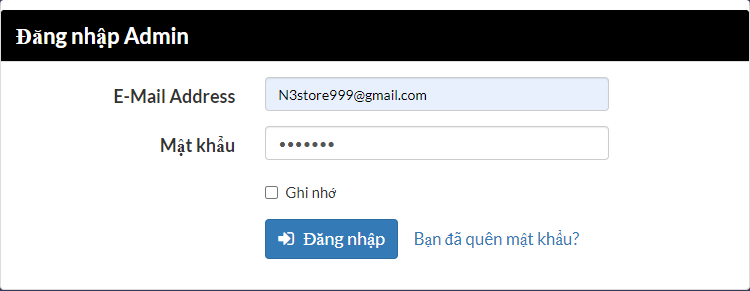 Đăng nhập Admin
E-Mail Address N3store999@gmail.com
Mật khẩu •••••••
Ghi nhớ
Đăng nhập Bạn đã quên mật khẩu?